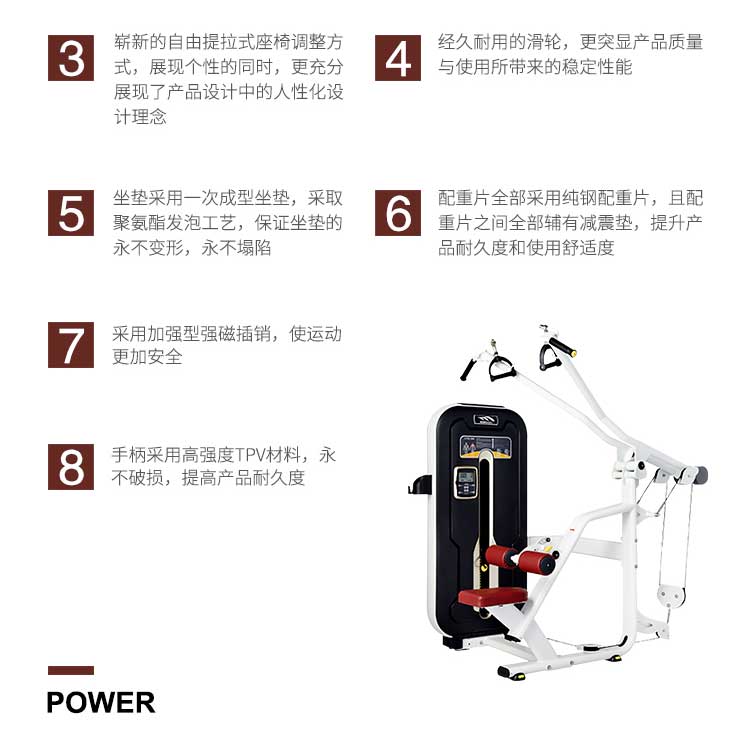 3
崭新的自由提拉式座椅调整方
式，展现个性的同时，更充分
展现了产品设计中的人性化设
计理念
4
经久耐用的滑轮，更突显产品质量
与使用所带来的稳定性能
5
坐垫采用一次成型坐垫，采取
聚氨酯发泡工艺，保证坐垫的
永不变形，永不塌陷
6
配重片全部采用纯钢配重片，且配
重片之间全部辅有减震垫，提升产
品耐久度和使用舒适度
7
采用加强型强磁插销，使运动
更加安全
8
手柄采用高强度TPV材料，永
不破损，提高产品耐久度
POWER